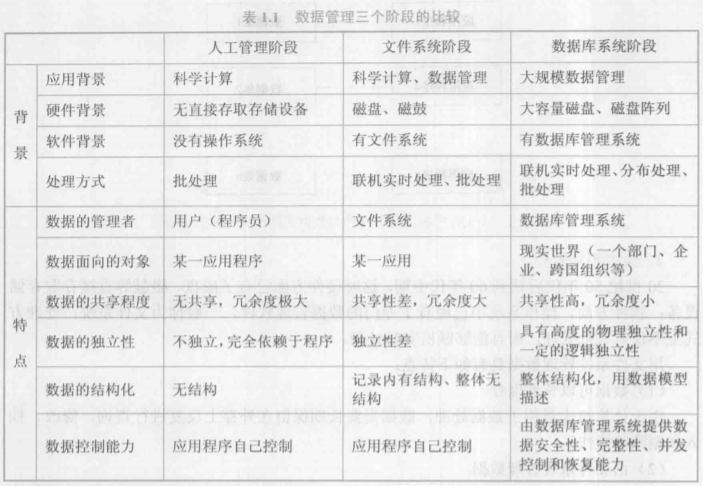 表 1.1 数据管理三个阶段的比较
人工管理阶段 文件系统阶段 数据库系统阶段
背景
应用背景 科学计算 科学计算、数据管理 大规模数据管理
硬件背景 无直接存取存储设备 磁盘、磁鼓 大容量磁盘、磁盘阵列
软件背景 没有操作系统 有文件系统 有数据库管理系统
处理方式 批处理 联机实时处理、批处理 联机实时处理、分布处理、
批处理
特点
数据的管理者 用户（程序员） 文件系统 数据库管理系统
数据面向的对象 某一应用程序 某一应用 现实世界（一个部门、企
业、跨国组织等）
数据的共享程度 无共享，冗余度极大 共享性差，冗余度大 共享性高，冗余度小
数据的独立性 不独立，完全依赖于程序 独立性差 具有高度的物理独立性和
一定的逻辑独立性
数据的结构化 无结构 记录内有结构、整体无
结构 整体结构化，用数据模型
描述
数据控制能力 应用程序自己控制 应用程序自己控制 由数据库管理系统提供数
据安全性、完整性、并发
控制和恢复能力